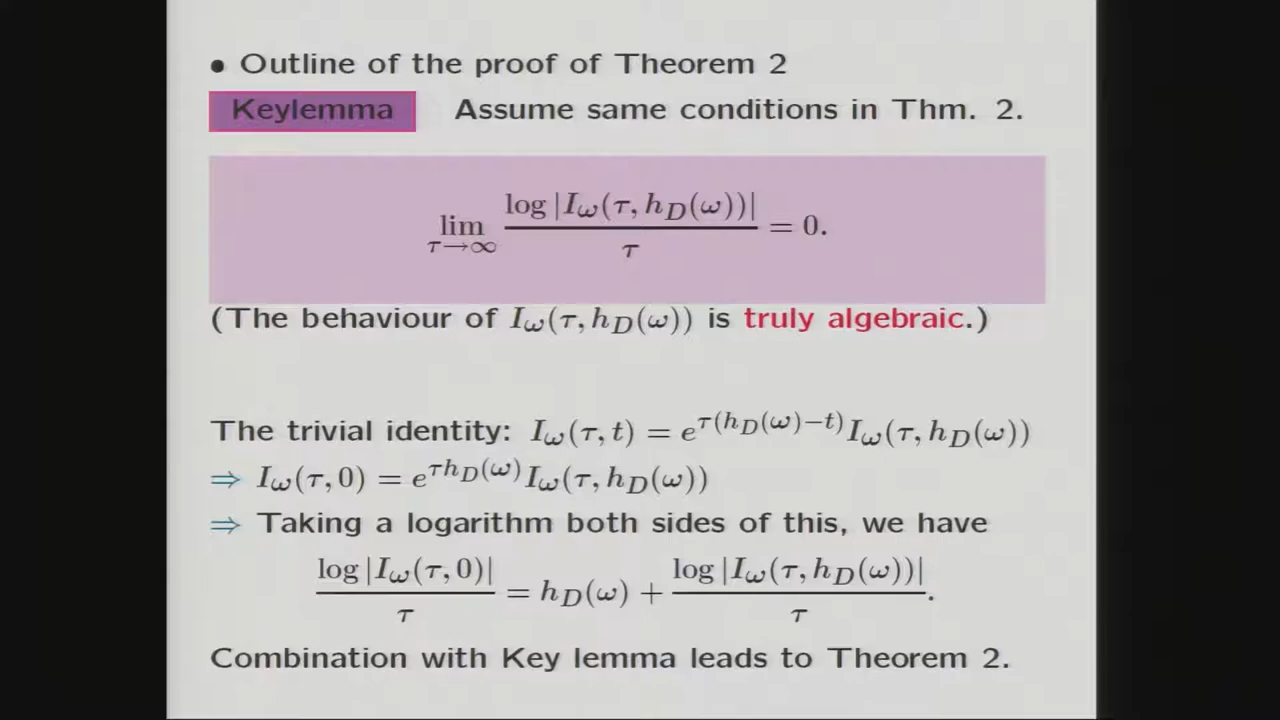 • Outline of the proof of Theorem 2
Keylemma Assume same conditions in Thm. 2.
lim_{τ→∞} log |I_ω(τ, h_D(ω))| / τ = 0.
(The behaviour of I_ω(τ, h_D(ω)) is truly algebraic.)
The trivial identity: I_ω(τ, t) = e^{τ(h_D(ω)−t)} I_ω(τ, h_D(ω))
⇒ I_ω(τ, 0) = e^{τh_D(ω)} I_ω(τ, h_D(ω))
⇒ Taking a logarithm both sides of this, we have
log |I_ω(τ, 0)| / τ = h_D(ω) + log |I_ω(τ, h_D(ω))| / τ.
Combination with Key lemma leads to Theorem 2.